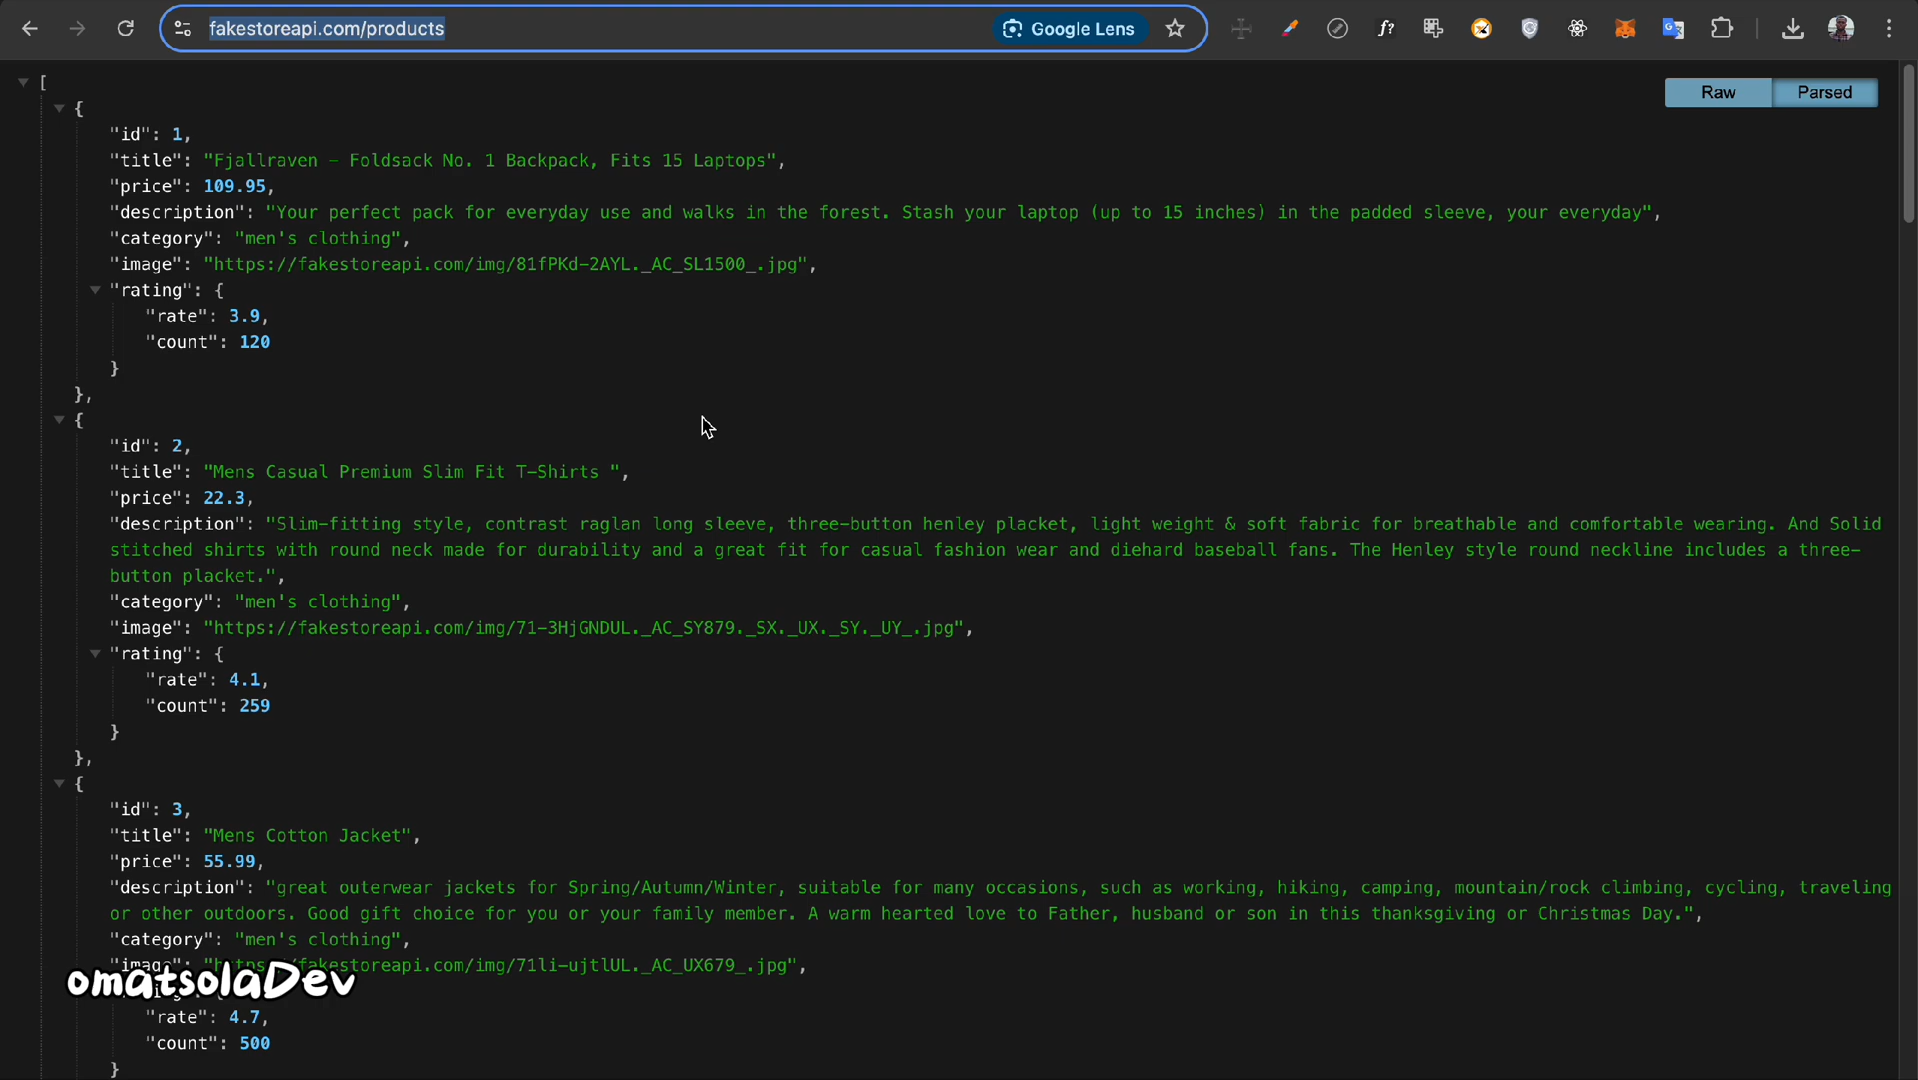 fakestoreapi.com/products
Google Lens
f?
Raw
Parsed
[
{
"id": 1,
"title": "Fjallraven - Foldsack No. 1 Backpack, Fits 15 Laptops",
"price": 109.95,
"description": "Your perfect pack for everyday use and walks in the forest. Stash your laptop (up to 15 inches) in the padded sleeve, your everyday",
"category": "men's clothing",
"image": "https://fakestoreapi.com/img/81fPKd-2AYL._AC_SL1500_.jpg",
"rating": {
"rate": 3.9,
"count": 120
}
},
{
"id": 2,
"title": "Mens Casual Premium Slim Fit T-Shirts ",
"price": 22.3,
"description": "Slim-fitting style, contrast raglan long sleeve, three-button henley placket, light weight & soft fabric for breathable and comfortable wearing. And Solid
stitched shirts with round neck made for durability and a great fit for casual fashion wear and diehard baseball fans. The Henley style round neckline includes a three-
button placket.",
"category": "men's clothing",
"image": "https://fakestoreapi.com/img/71-3HjGNDUL._AC_SY879._SX._UX._SY._UY_.jpg",
"rating": {
"rate": 4.1,
"count": 259
}
},
{
"id": 3,
"title": "Mens Cotton Jacket",
"price": 55.99,
"description": "great outerwear jackets for Spring/Autumn/Winter, suitable for many occasions, such as working, hiking, camping, mountain/rock climbing, cycling, traveling
or other outdoors. Good gift choice for you or your family member. A warm hearted love to Father, husband or son in this thanksgiving or Christmas Day.",
"category": "men's clothing",
"image": "https://fakestoreapi.com/img/71li-ujtlUL._AC_UX679_.jpg",
omatsolaDev
"rate": 4.7,
"count": 500
}